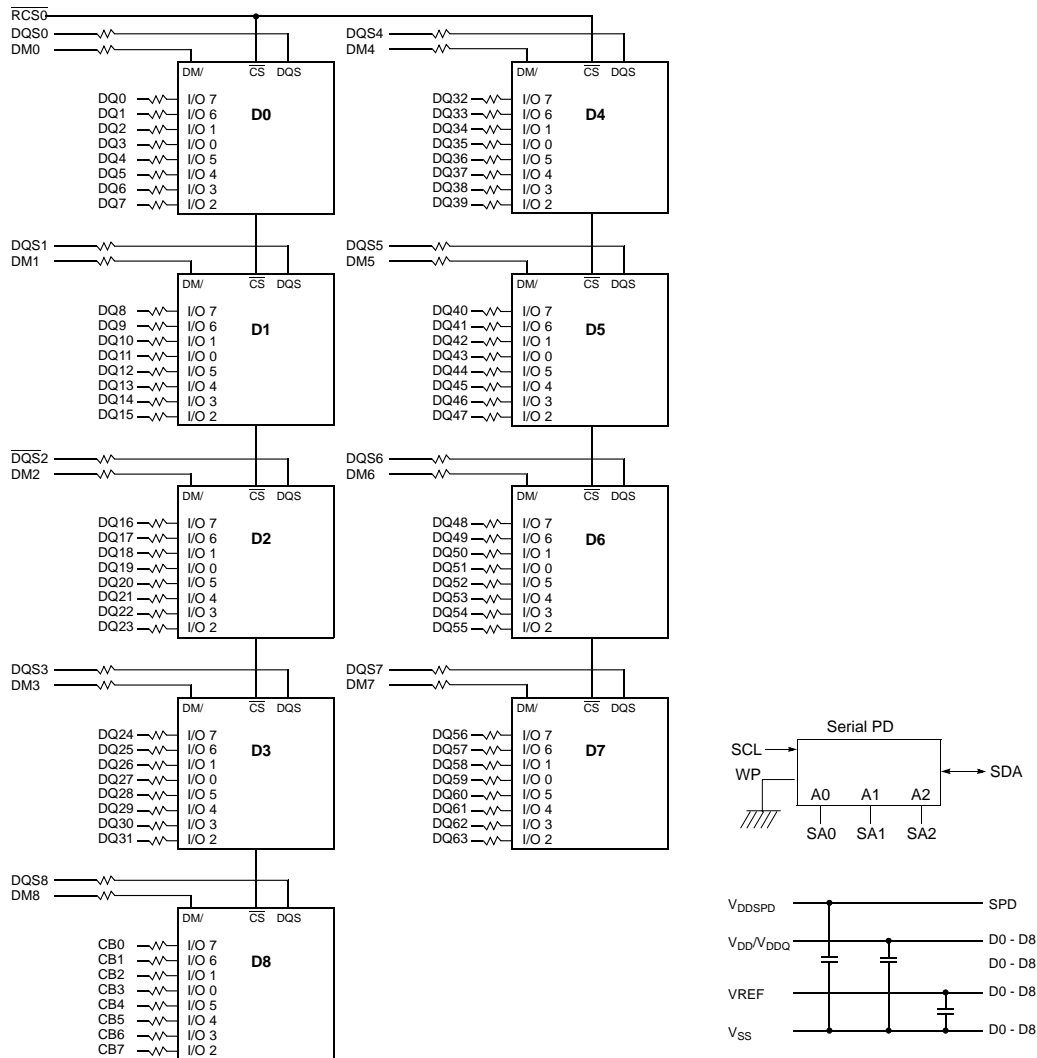 RCS0
DQS0
DM0
DM/ CS DQS
D0
DQ0 I/O 7
DQ1 I/O 6
DQ2 I/O 1
DQ3 I/O 0
DQ4 I/O 5
DQ5 I/O 4
DQ6 I/O 3
DQ7 I/O 2
DQS1
DM1
DM/ CS DQS
D1
DQ8 I/O 7
DQ9 I/O 6
DQ10 I/O 1
DQ11 I/O 0
DQ12 I/O 5
DQ13 I/O 4
DQ14 I/O 3
DQ15 I/O 2
DQS2
DM2
DM/ CS DQS
D2
DQ16 I/O 7
DQ17 I/O 6
DQ18 I/O 1
DQ19 I/O 0
DQ20 I/O 5
DQ21 I/O 4
DQ22 I/O 3
DQ23 I/O 2
DQS3
DM3
DM/ CS DQS
D3
DQ24 I/O 7
DQ25 I/O 6
DQ26 I/O 1
DQ27 I/O 0
DQ28 I/O 5
DQ29 I/O 4
DQ30 I/O 3
DQ31 I/O 2
DQS8
DM8
DM/ CS DQS
D8
CB0 I/O 7
CB1 I/O 6
CB2 I/O 1
CB3 I/O 0
CB4 I/O 5
CB5 I/O 4
CB6 I/O 3
CB7 I/O 2
DQS4
DM4
DM/ CS DQS
D4
DQ32 I/O 7
DQ33 I/O 6
DQ34 I/O 1
DQ35 I/O 0
DQ36 I/O 5
DQ37 I/O 4
DQ38 I/O 3
DQ39 I/O 2
DQS5
DM5
DM/ CS DQS
D5
DQ40 I/O 7
DQ41 I/O 6
DQ42 I/O 1
DQ43 I/O 0
DQ44 I/O 5
DQ45 I/O 4
DQ46 I/O 3
DQ47 I/O 2
DQS6
DM6
DM/ CS DQS
D6
DQ48 I/O 7
DQ49 I/O 6
DQ50 I/O 1
DQ51 I/O 0
DQ52 I/O 5
DQ53 I/O 4
DQ54 I/O 3
DQ55 I/O 2
DQS7
DM7
DM/ CS DQS
D7
DQ56 I/O 7
DQ57 I/O 6
DQ58 I/O 1
DQ59 I/O 0
DQ60 I/O 5
DQ61 I/O 4
DQ62 I/O 3
DQ63 I/O 2
Serial PD
SCL
WP
SDA
A0 A1 A2
SA0 SA1 SA2
VDDSPD SPD
VDD/VDDQ D0 - D8
D0 - D8
VREF D0 - D8
VSS D0 - D8